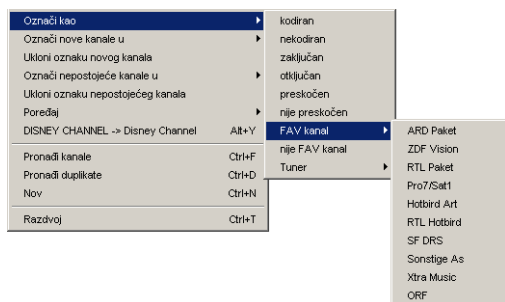 Označi kao
Označi nove kanale u
Ukloni oznaku novog kanala
Označi nepostojeće kanale u
Ukloni oznaku nepostojećeg kanala
Poredaj
DISNEY CHANNEL -> Disney Channel Alt+Y
Pronađi kanale Ctrl+F
Pronađi duplikate Ctrl+D
Nov Ctrl+N
Razdvoj Ctrl+T
kodiran
nekodiran
zaključan
otključan
preskočen
nije preskočen
FAV kanal
nije FAV kanal
Tuner
ARD Paket
ZDF Vision
RTL Paket
Pro7/Sat1
Hotbird Art
RTL Hotbird
SF DRS
Sonstige As
Xtra Music
ORF